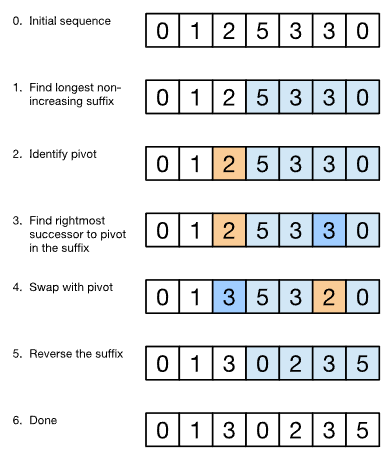 0. Initial sequence
0 1 2 5 3 3 0
1. Find longest non-
increasing suffix
0 1 2 5 3 3 0
2. Identify pivot
0 1 2 5 3 3 0
3. Find rightmost
successor to pivot
in the suffix
0 1 2 5 3 3 0
4. Swap with pivot
0 1 3 5 3 2 0
5. Reverse the suffix
0 1 3 0 2 3 5
6. Done
0 1 3 0 2 3 5